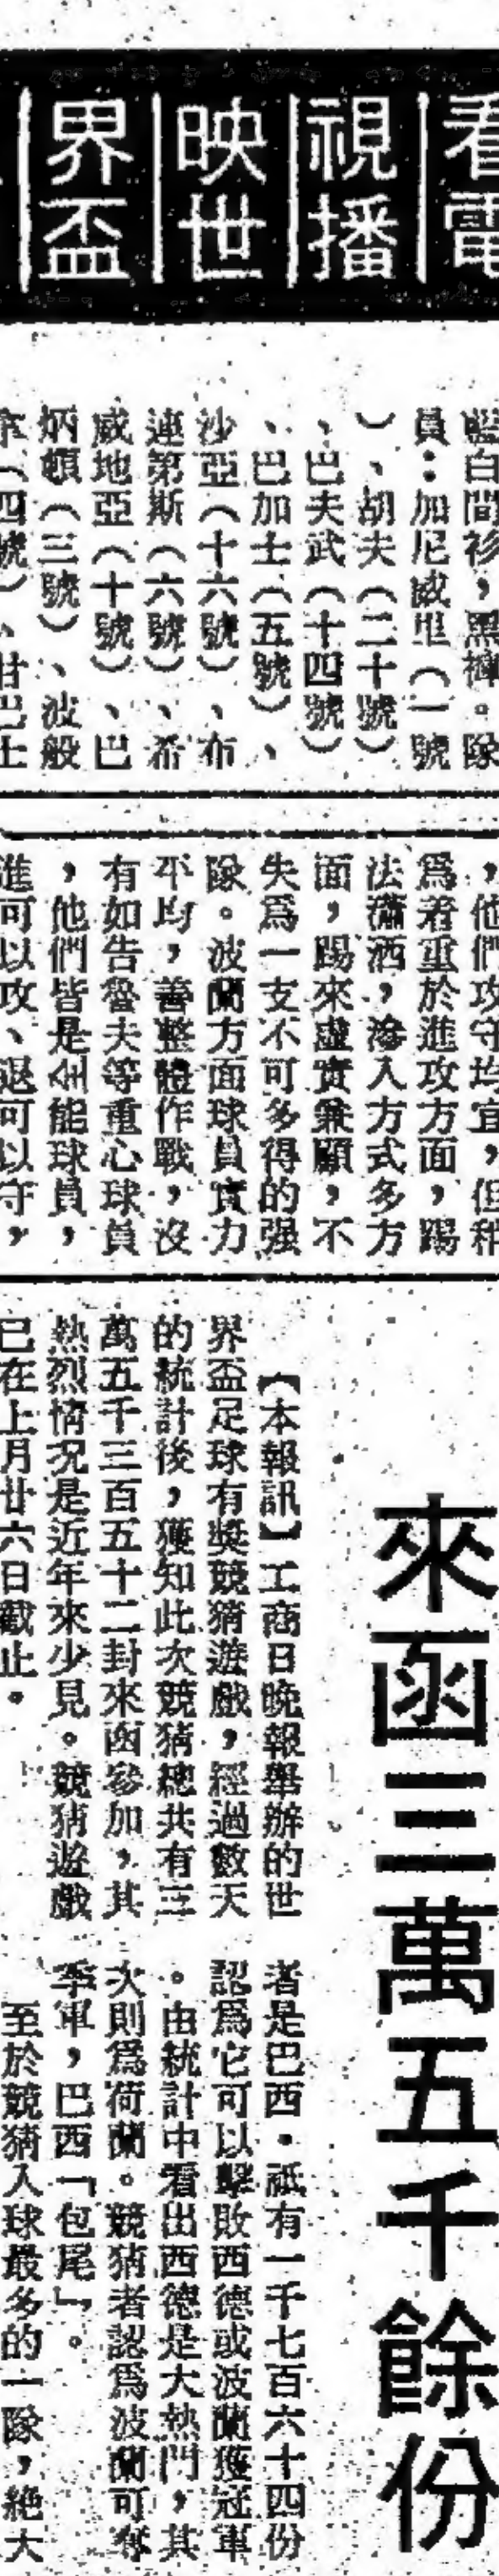 看電
視播
映世
界盃
藍白間衫，黑褲。隊
員：加尼威堆（一號
）、胡夫（二十號）
、巴夫武（十四號）
、巴加士（五號）、
沙亞（十六號）、布
連第斯（六號）、希
威地亞（十號）、巴
炳頓（三號）、波般
（四號）、甘巴士
，他們攻守均宜，但稍
爲着重於進攻方面，踢
法瀟洒，滲入方式多方
面，踢來虛實兼顧，不
失爲一支不可多得的强
隊。波蘭方面球員實力
平均，善整體作戰，沒
有如告魯夫等重心球員
，他們皆是全能球員，
進可以攻、退可以守，
來函三萬五千餘份
【本報訊】工商日晚報舉辦的世
界盃足球有獎競猜遊戲，經過數天
的統計後，獲知此次競猜總共有三
萬五千三百五十二封來函參加，其
熱烈情況是近年來少見。競猜遊戲
已在上月廿六日截止。
者是巴西。祇有一千七百六十四份
認爲它可以擊敗西德或波蘭獲冠軍
。由統計中看出西德是大熱門，其
次則爲荷蘭。競猜者認爲波蘭可奪
季軍，巴西「包尾」。
至於競猜入球最多的一隊，絕大